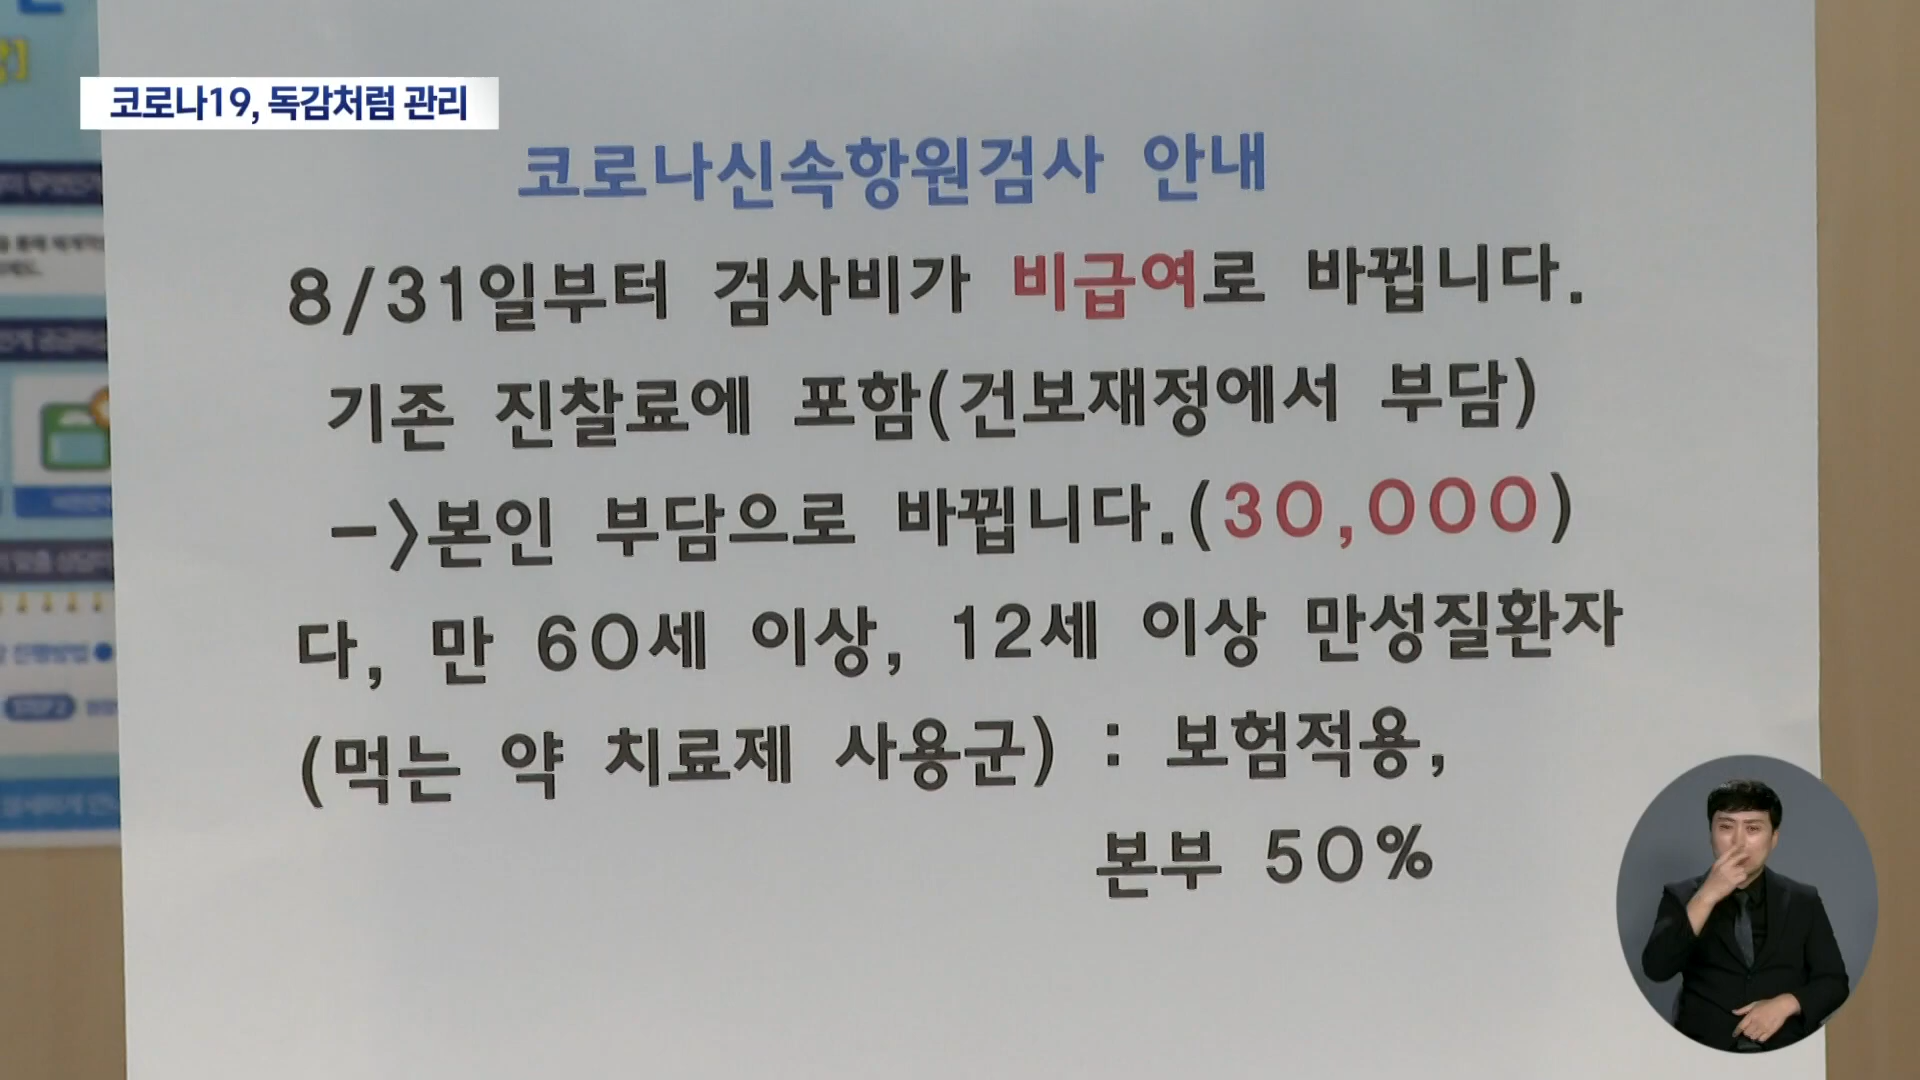 코로나19, 독감처럼 관리
코로나신속항원검사 안내
8/31일부터 검사비가 비급여로 바뀝니다.
기존 진찰료에 포함(건보재정에서 부담)
->본인 부담으로 바뀝니다.(30,000)
다, 만 60세 이상, 12세 이상 만성질환자
(먹는 약 치료제 사용군) : 보험적용,
본부 50%
STEP 2